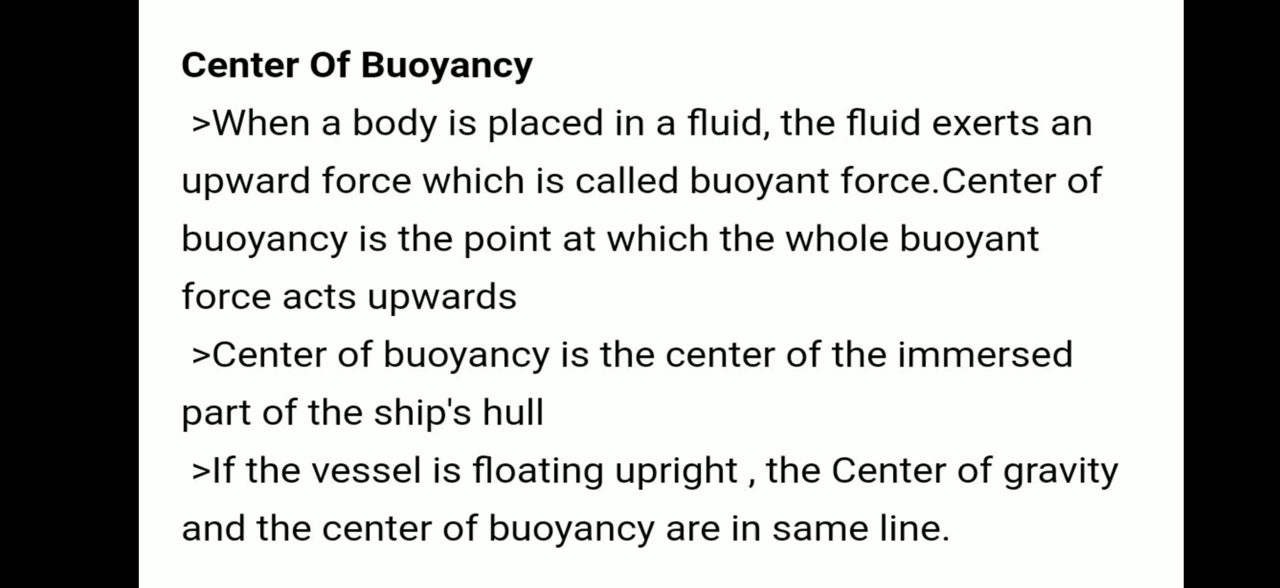 Center Of Buoyancy
>When a body is placed in a fluid, the fluid exerts an
upward force which is called buoyant force.Center of
buoyancy is the point at which the whole buoyant
force acts upwards
>Center of buoyancy is the center of the immersed
part of the ship's hull
>If the vessel is floating upright , the Center of gravity
and the center of buoyancy are in same line.